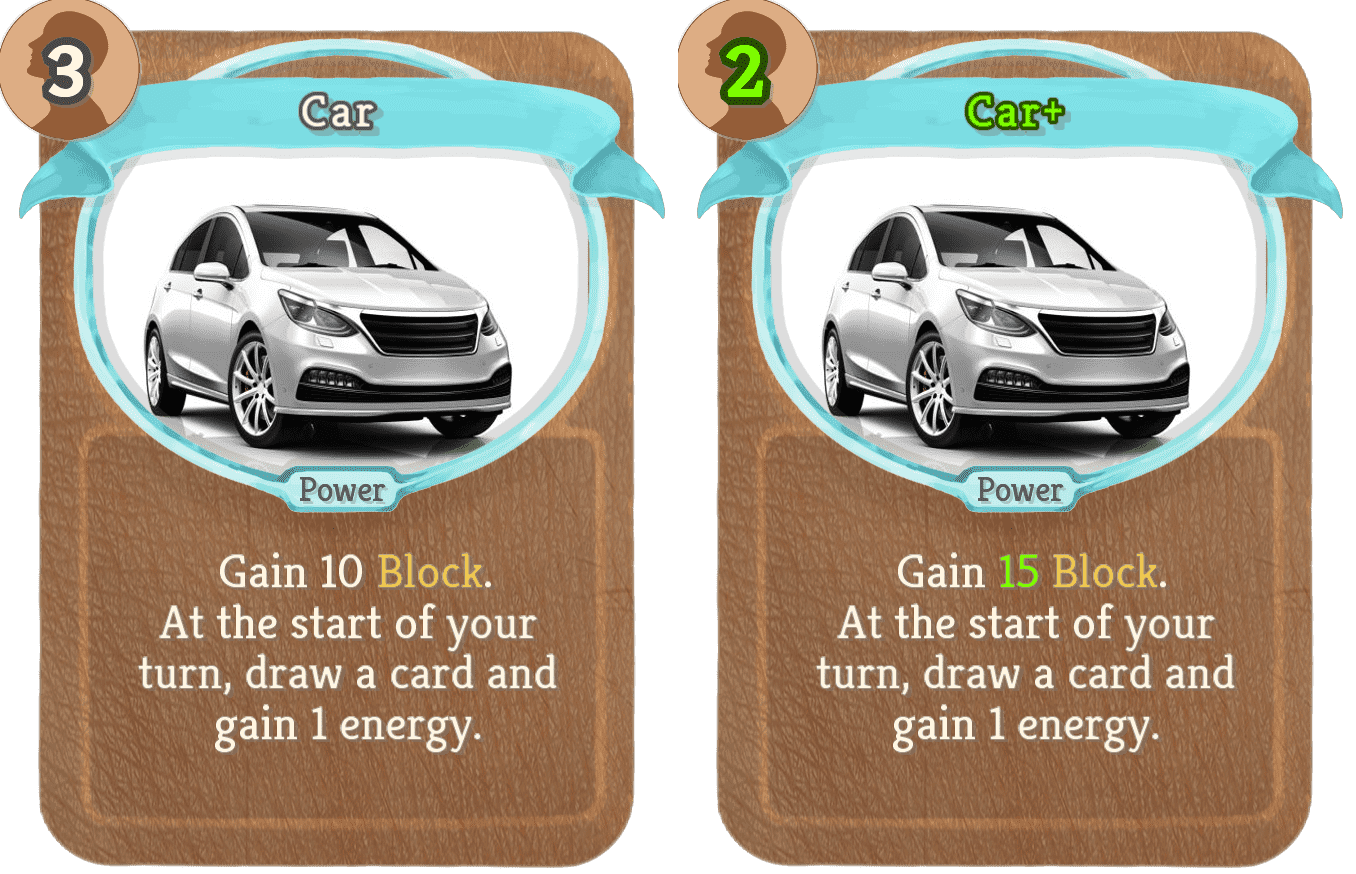 3
Car
Power
Gain 10 Block.
At the start of your
turn, draw a card and
gain 1 energy.
2
Car+
Power
Gain 15 Block.
At the start of your
turn, draw a card and
gain 1 energy.